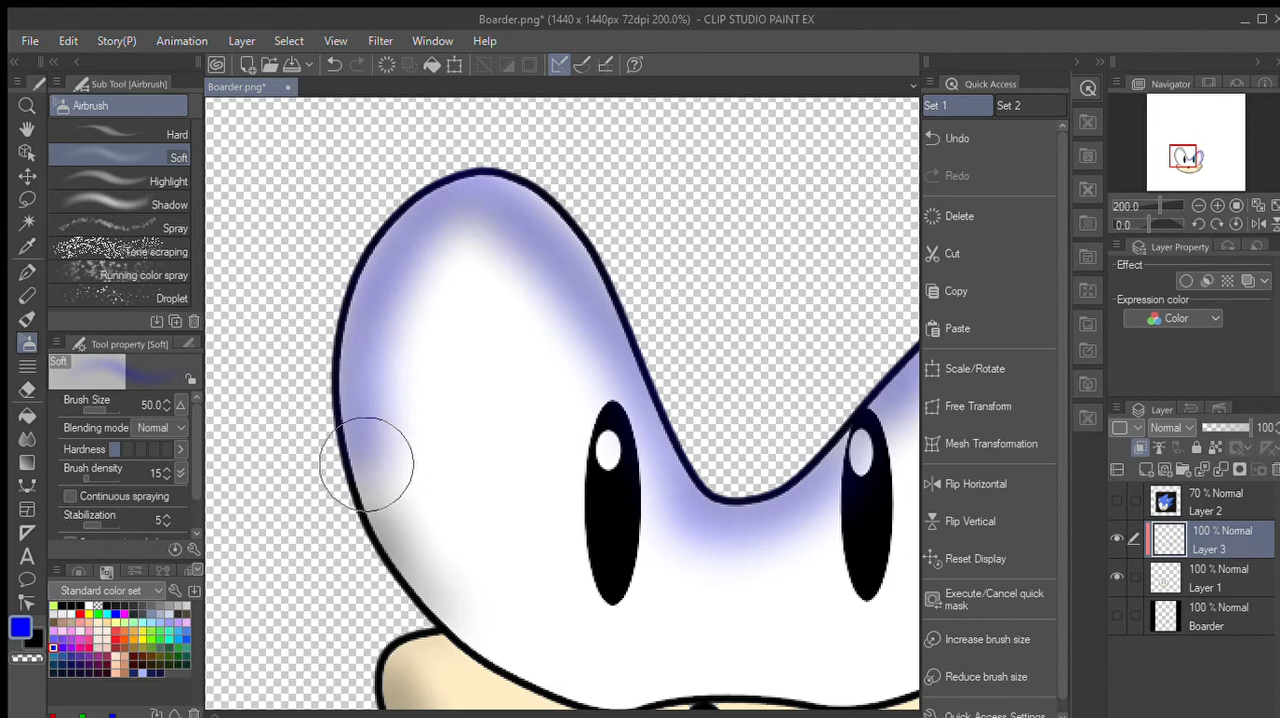 Boarder.png* (1440 x 1440px 72dpi 200.0%) - CLIP STUDIO PAINT EX
File Edit Story(P) Animation Layer Select View Filter Window Help
Sub Tool [Airbrush]
Boarder.png*
Quick Access
Navigator
Airbrush
Set 1 Set 2
Hard
Soft
Highlight
Shadow
Spray
Tone scraping
Running color spray
Droplet
Undo
Redo
Delete
Cut
Copy
Paste
Scale/Rotate
Free Transform
Mesh Transformation
Flip Horizontal
Flip Vertical
Reset Display
Execute/Cancel quick
mask
Increase brush size
Reduce brush size
Quick Access Settings
Tool property [Soft]
Soft
Brush Size 50.0
Blending mode Normal
Hardness
Brush density 15
Continuous spraying
Stabilization 5
Standard color set
200.0
0.0
Layer Property
Effect
Expression color
Color
Layer
Normal 100
70 % Normal
Layer 2
100 % Normal
Layer 3
100 % Normal
Layer 1
100 % Normal
Boarder